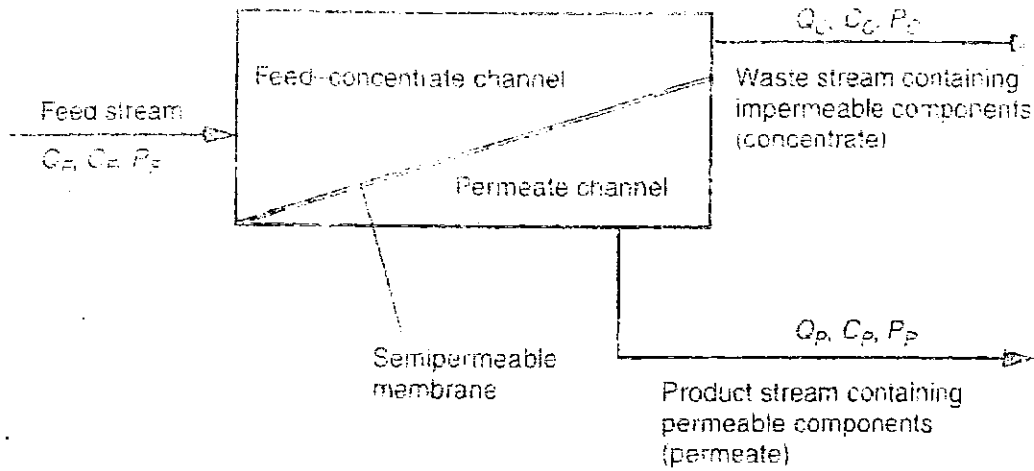 Q_C, C_C, P_C
Feed-concentrate channel
Waste stream containing
impermeable components
(concentrate)
Feed stream
Q_F, C_F, P_F
Permeate channel
Semipermeable
membrane
Q_P, C_P, P_P
Product stream containing
permeable components
(permeate)